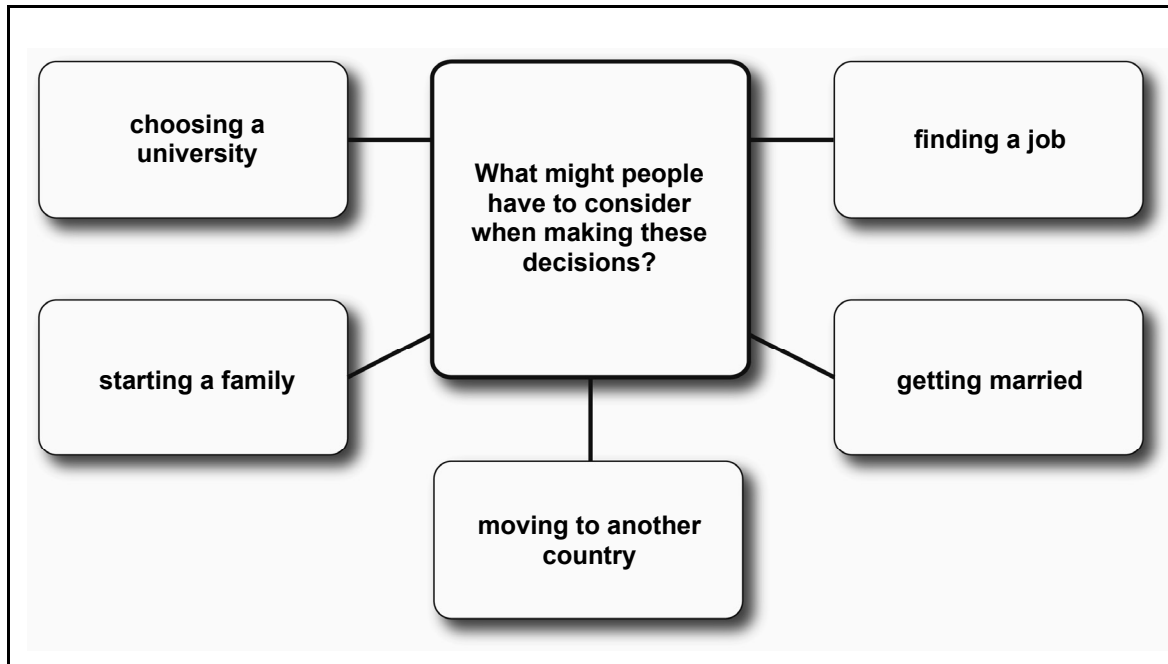 choosing a
university
What might people
have to consider
when making these
decisions?
finding a job
starting a family
getting married
moving to another
country